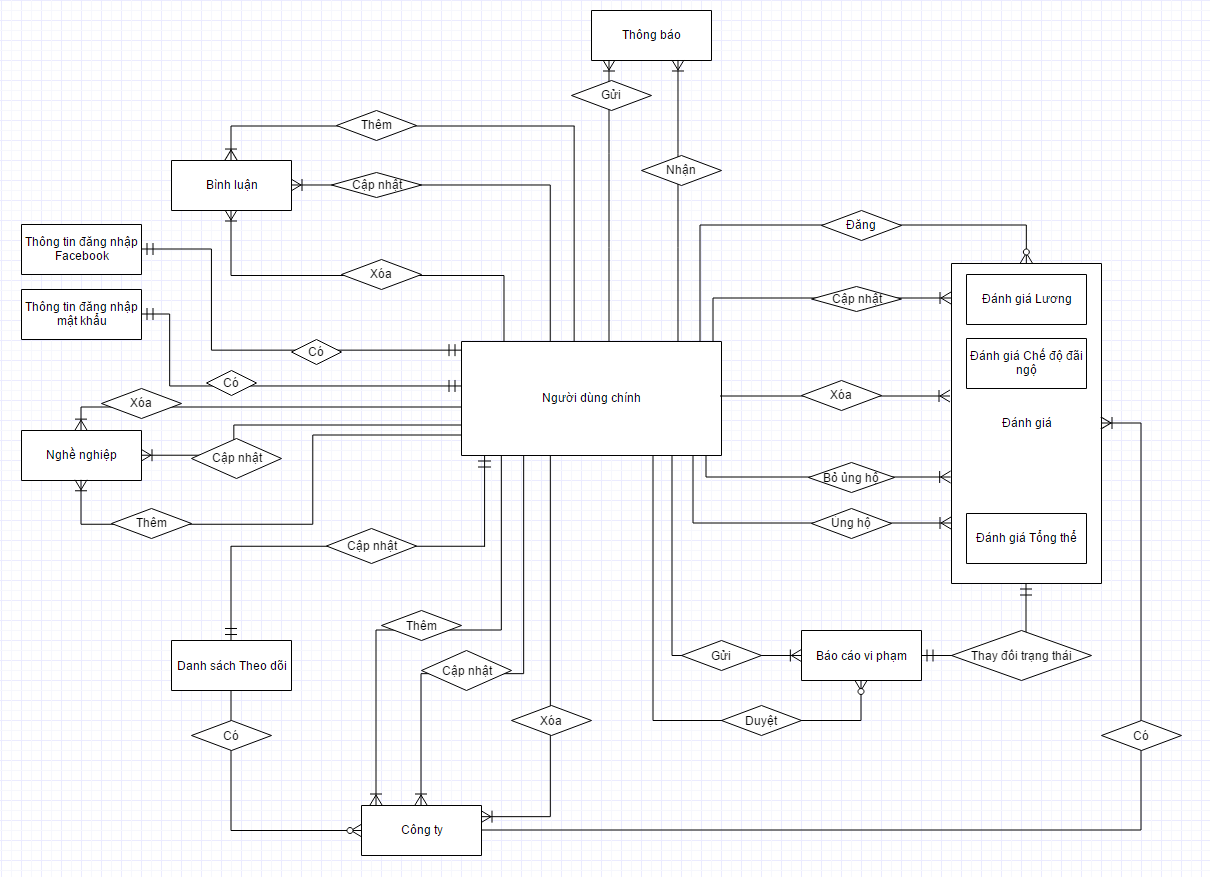 Thông báo
Gửi
Thêm
Nhận
Bình luận
Cập nhật
Đăng
Thông tin đăng nhập
Facebook
Xóa
Cập nhật
Đánh giá Lương
Thông tin đăng nhập
mật khẩu
Có
Đánh giá Chế độ đãi
ngộ
Có
Xóa
Người dùng chính
Xóa
Đánh giá
Nghề nghiệp
Cập nhật
Bỏ ủng hộ
Thêm
Ủng hộ
Đánh giá Tổng thể
Cập nhật
Thêm
Danh sách Theo dõi
Cập nhật
Gửi
Báo cáo vi phạm
Thay đổi trạng thái
Có
Xóa
Duyệt
Có
Công ty